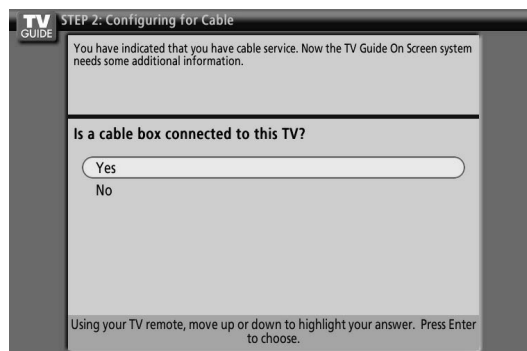 TV
GUIDE
STEP 2: Configuring for Cable
You have indicated that you have cable service. Now the TV Guide On Screen system
needs some additional information.
Is a cable box connected to this TV?
Yes
No
Using your TV remote, move up or down to highlight your answer. Press Enter
to choose.